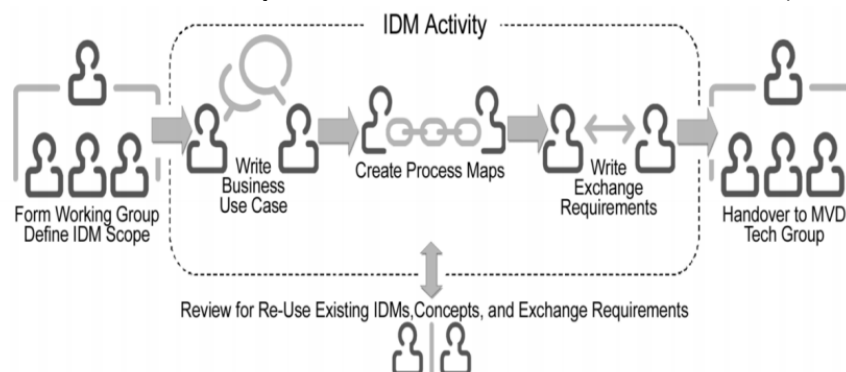 IDM Activity
Form Working Group
Define IDM Scope
Write
Business
Use Case
Create Process Maps
Write
Exchange
Requirements
Handover to MVD
Tech Group
Review for Re-Use Existing IDMs,Concepts, and Exchange Requirements